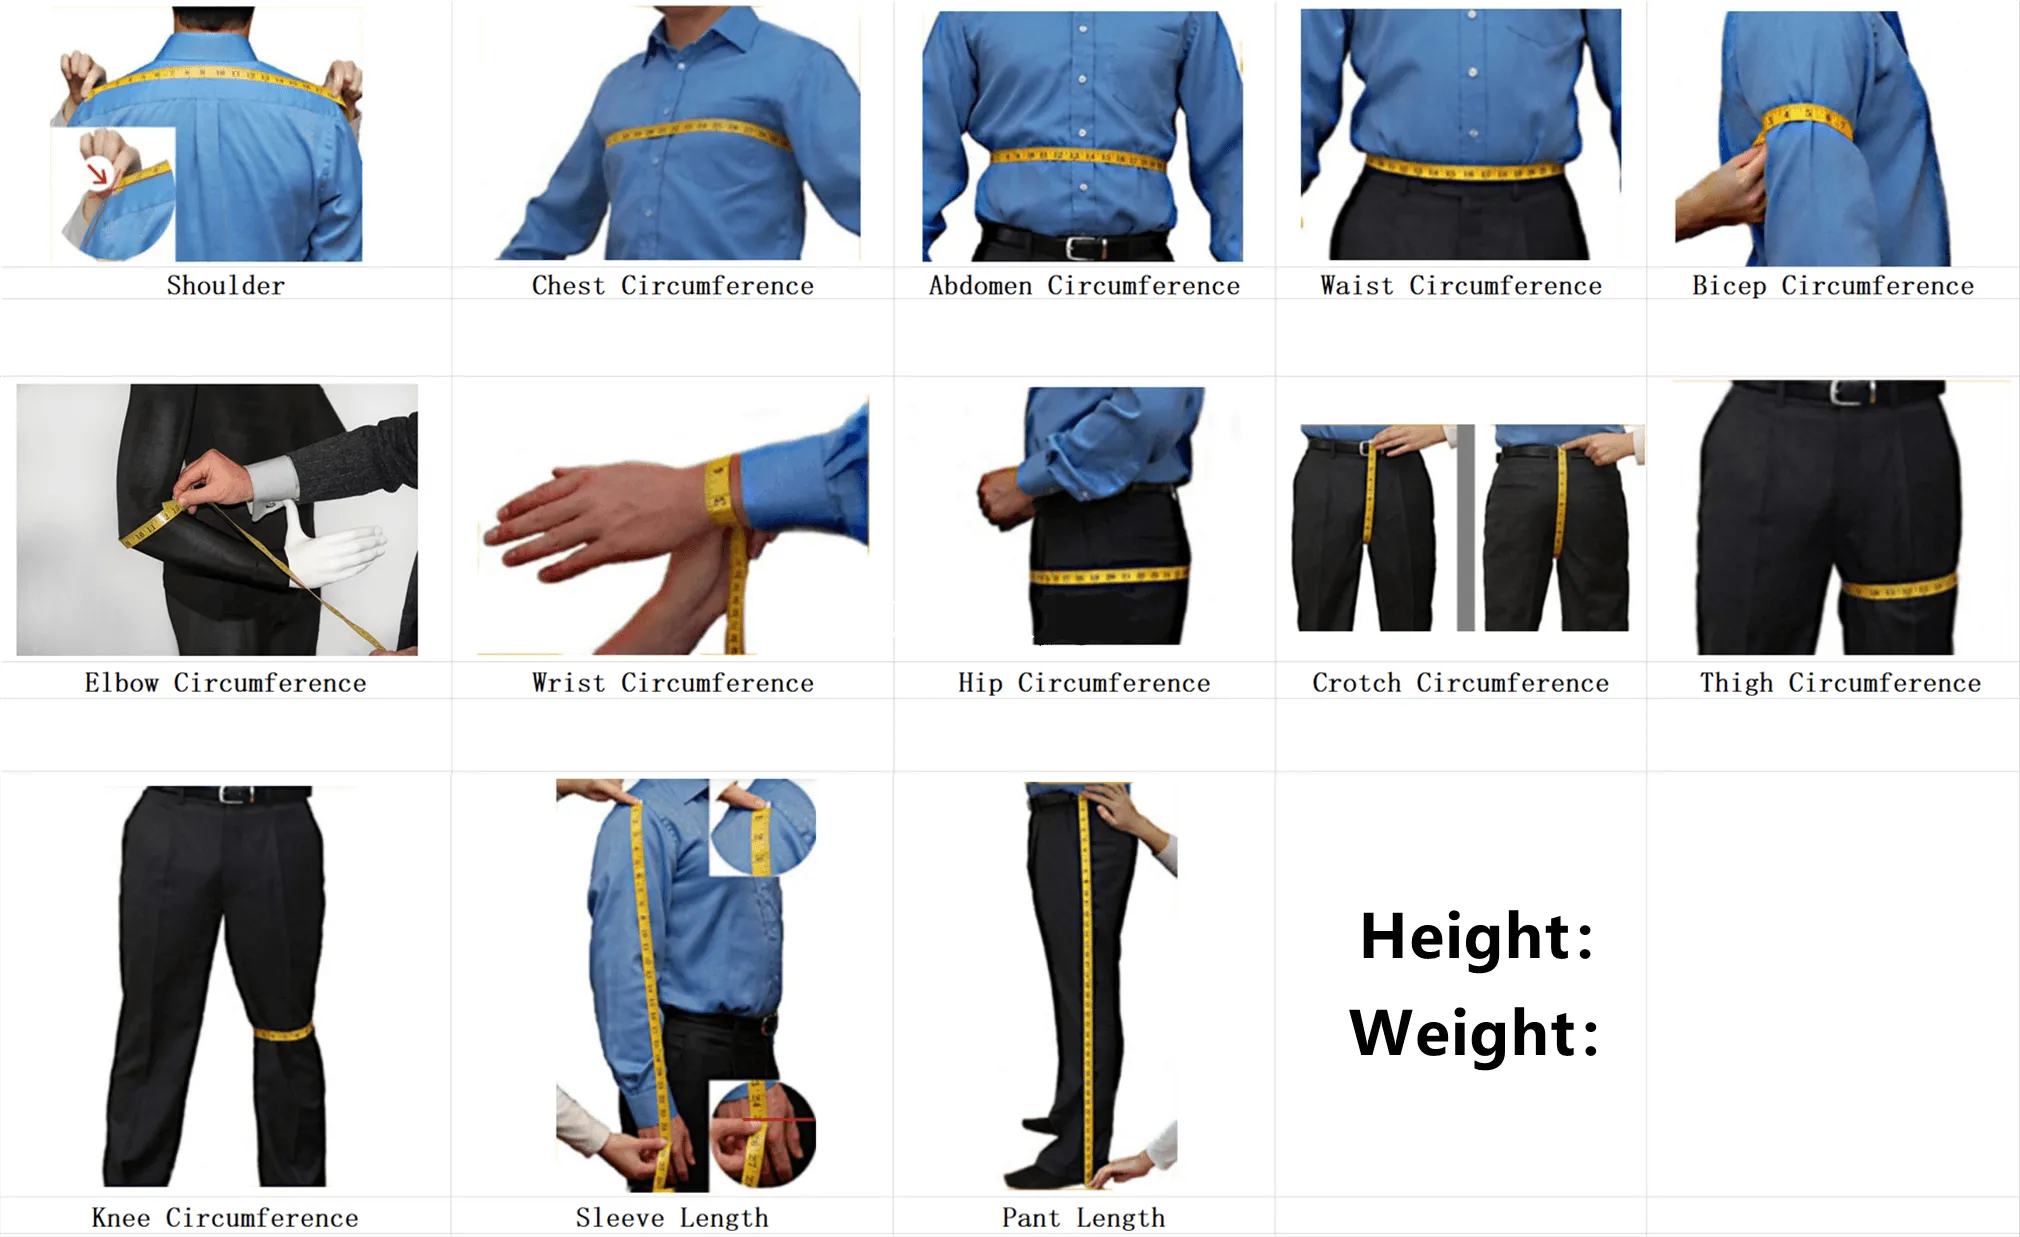 Shoulder
Chest Circumference
Abdomen Circumference
Waist Circumference
Bicep Circumference
Elbow Circumference
Wrist Circumference
Hip Circumference
Crotch Circumference
Thigh Circumference
Height:
Weight:
Knee Circumference
Sleeve Length
Pant Length